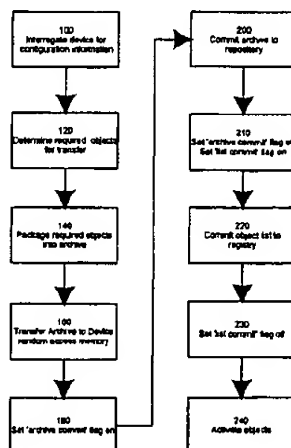 100
Interrogate device for
configuration information
120
Determine required objects
for transfer
140
Package required objects
into archive
160
Transfer Archive to Device
random access memory
180
Set 'archive commit' flag on
200
Commit archive to
repository
210
Set 'archive commit' flag off
Set 'list commit' flag on
220
Commit object list to
registry
230
Set 'list commit' flag off
240
Activate objects